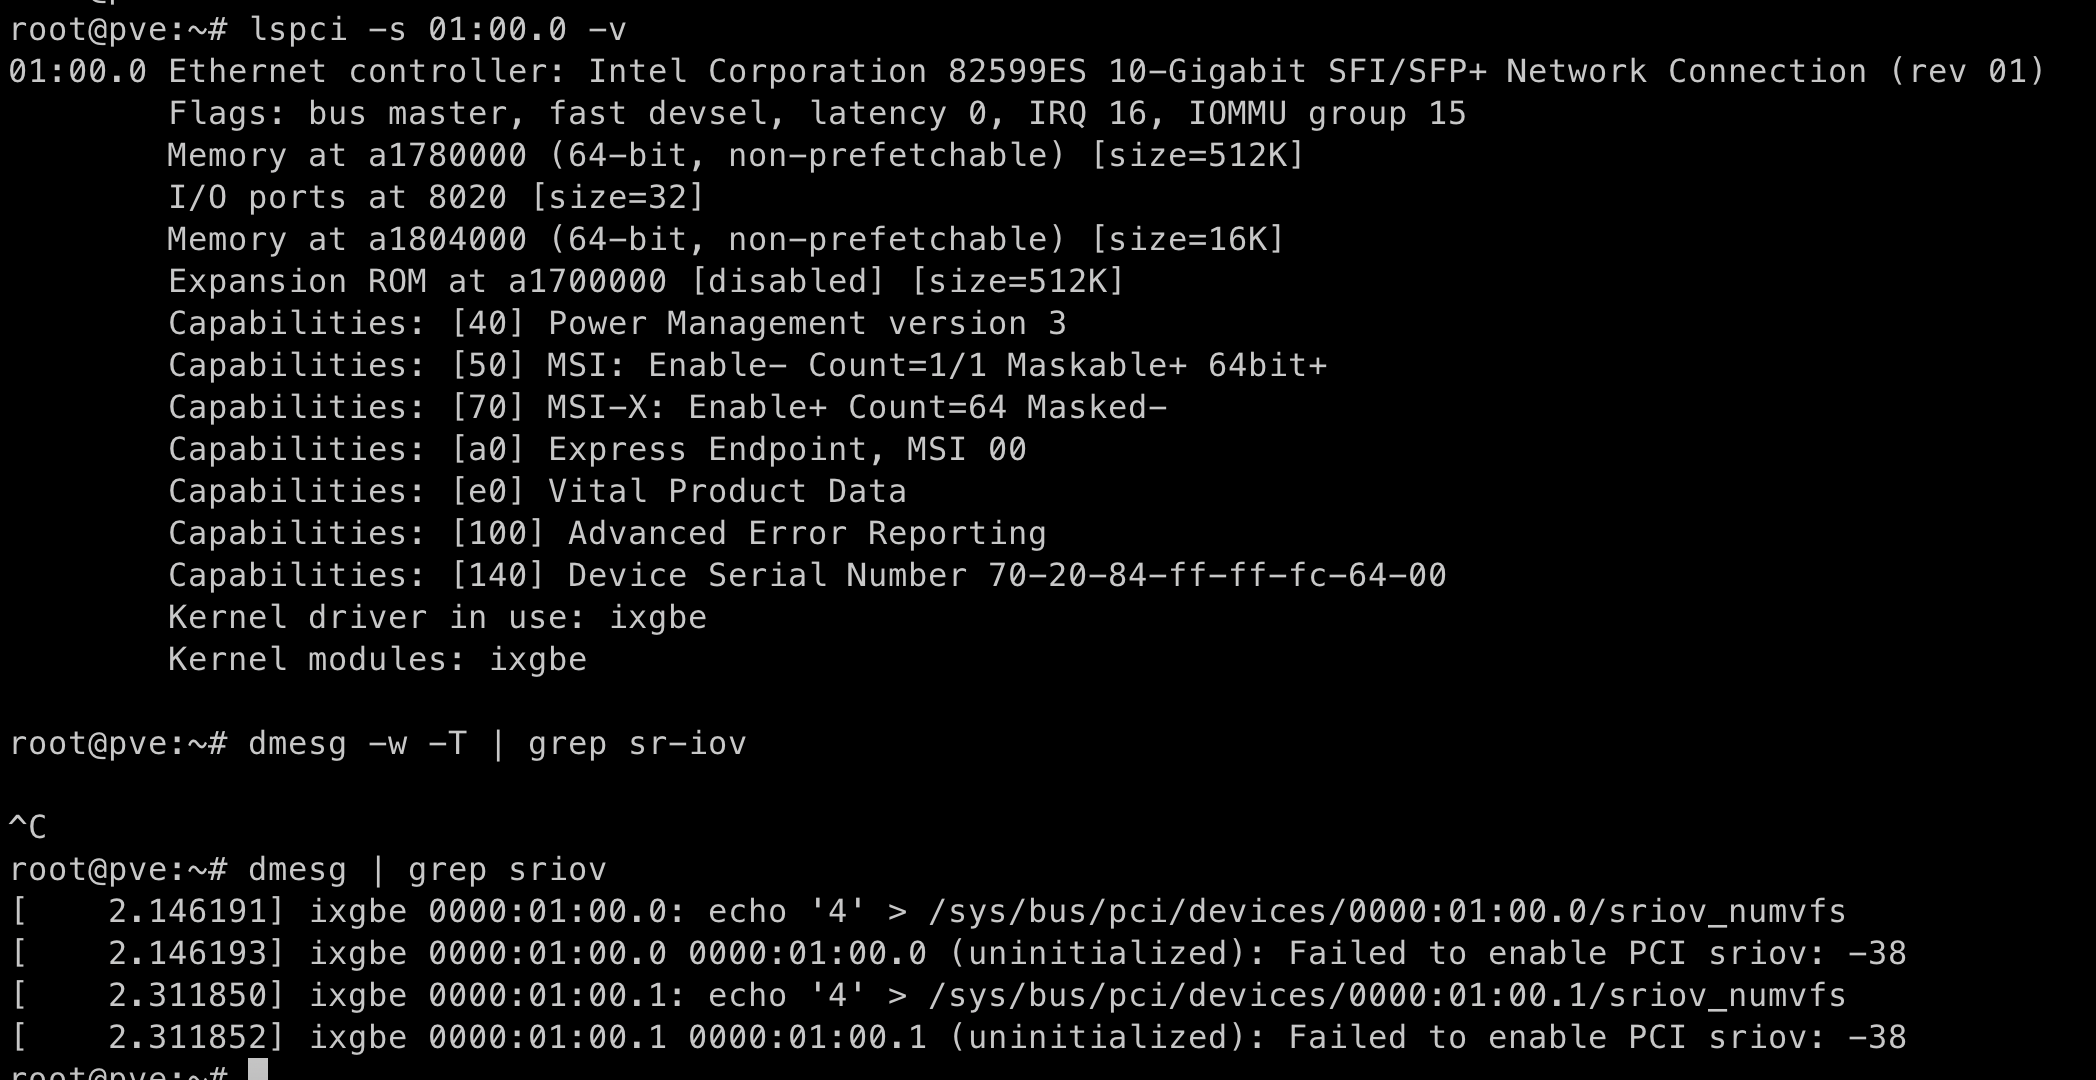 root@pve:~# lspci -s 01:00.0 -v
01:00.0 Ethernet controller: Intel Corporation 82599ES 10-Gigabit SFI/SFP+ Network Connection (rev 01)
Flags: bus master, fast devsel, latency 0, IRQ 16, IOMMU group 15
Memory at a1780000 (64-bit, non-prefetchable) [size=512K]
I/O ports at 8020 [size=32]
Memory at a1804000 (64-bit, non-prefetchable) [size=16K]
Expansion ROM at a1700000 [disabled] [size=512K]
Capabilities: [40] Power Management version 3
Capabilities: [50] MSI: Enable- Count=1/1 Maskable+ 64bit+
Capabilities: [70] MSI-X: Enable+ Count=64 Masked-
Capabilities: [a0] Express Endpoint, MSI 00
Capabilities: [e0] Vital Product Data
Capabilities: [100] Advanced Error Reporting
Capabilities: [140] Device Serial Number 70-20-84-ff-ff-fc-64-00
Kernel driver in use: ixgbe
Kernel modules: ixgbe
root@pve:~# dmesg -w -T | grep sr-iov
^C
root@pve:~# dmesg | grep sriov
[    2.146191] ixgbe 0000:01:00.0: echo '4' > /sys/bus/pci/devices/0000:01:00.0/sriov_numvfs
[    2.146193] ixgbe 0000:01:00.0 0000:01:00.0 (uninitialized): Failed to enable PCI sriov: -38
[    2.311850] ixgbe 0000:01:00.1: echo '4' > /sys/bus/pci/devices/0000:01:00.1/sriov_numvfs
[    2.311852] ixgbe 0000:01:00.1 0000:01:00.1 (uninitialized): Failed to enable PCI sriov: -38
root@pve:~#